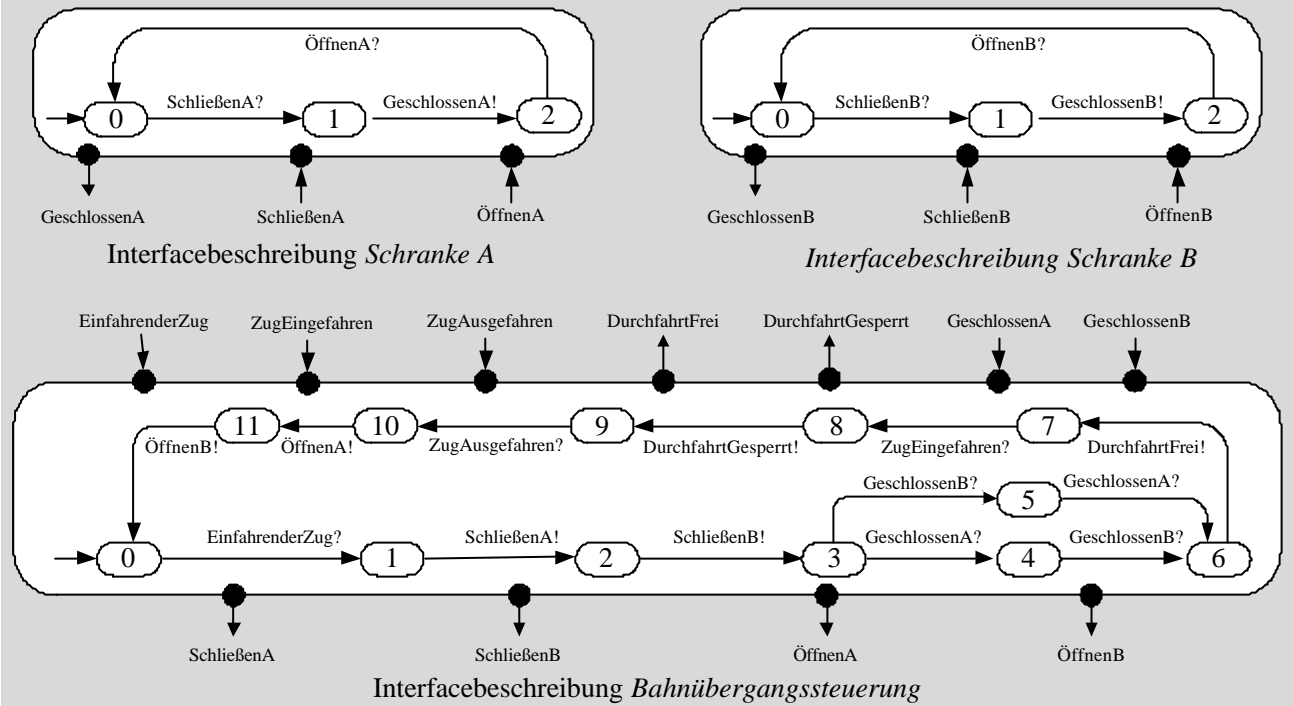 ÖffnenA?
SchließenA?
GeschlossenA!
0
1
2
GeschlossenA
SchließenA
ÖffnenA
Interfacebeschreibung Schranke A
ÖffnenB?
SchließenB?
GeschlossenB!
0
1
2
GeschlossenB
SchließenB
ÖffnenB
Interfacebeschreibung Schranke B
EinfahrenderZug ZugEingefahren ZugAusgefahren DurchfahrtFrei DurchfahrtGesperrt GeschlossenA GeschlossenB
11 10 9 8 7
ÖffnenB! ÖffnenA! ZugAusgefahren? DurchfahrtGesperrt! ZugEingefahren? DurchfahrtFrei!
GeschlossenB? 5 GeschlossenA?
EinfahrenderZug? SchließenA! SchließenB! GeschlossenA? GeschlossenB?
0 1 2 3 4 6
SchließenA SchließenB ÖffnenA ÖffnenB
Interfacebeschreibung Bahnübergangssteuerung